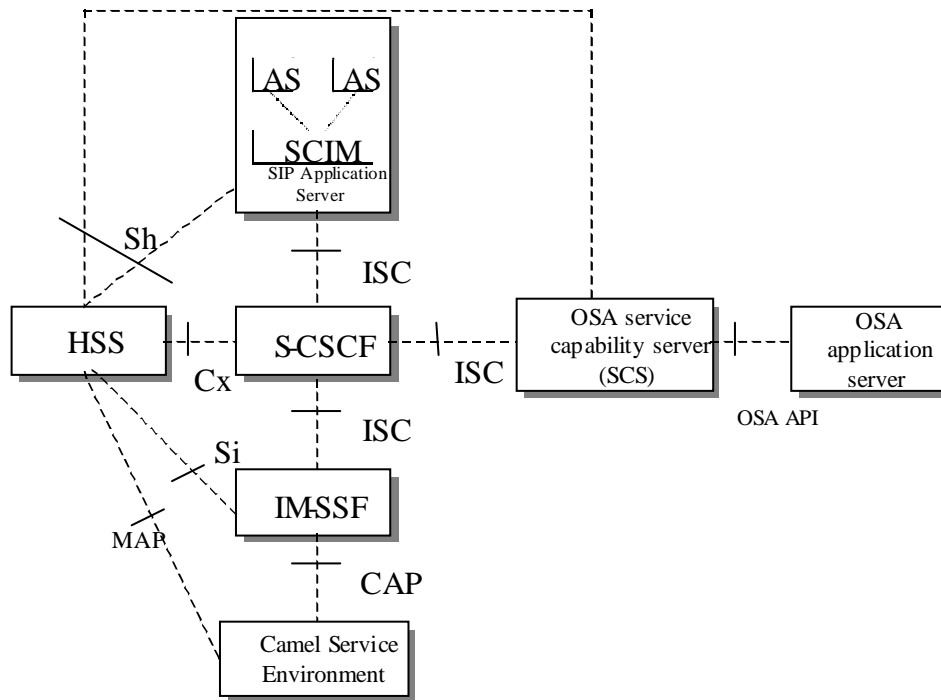 AS AS
SCIM
SIP Application
Server
Sh
ISC
HSS
S-CSCF
OSA service
capability server
(SCS)
OSA
application
server
Cx
ISC
OSA API
ISC
Si
IM-SSF
MAP
CAP
Camel Service
Environment